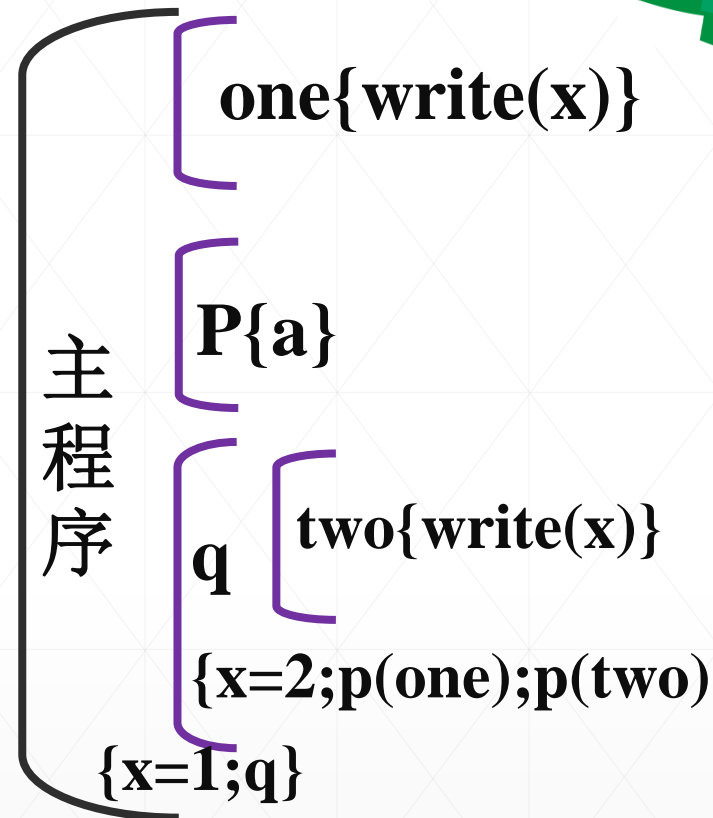 one{write(x)}
P{a}
主程序
two{write(x)}
q
{x=2;p(one);p(two)
{x=1;q}